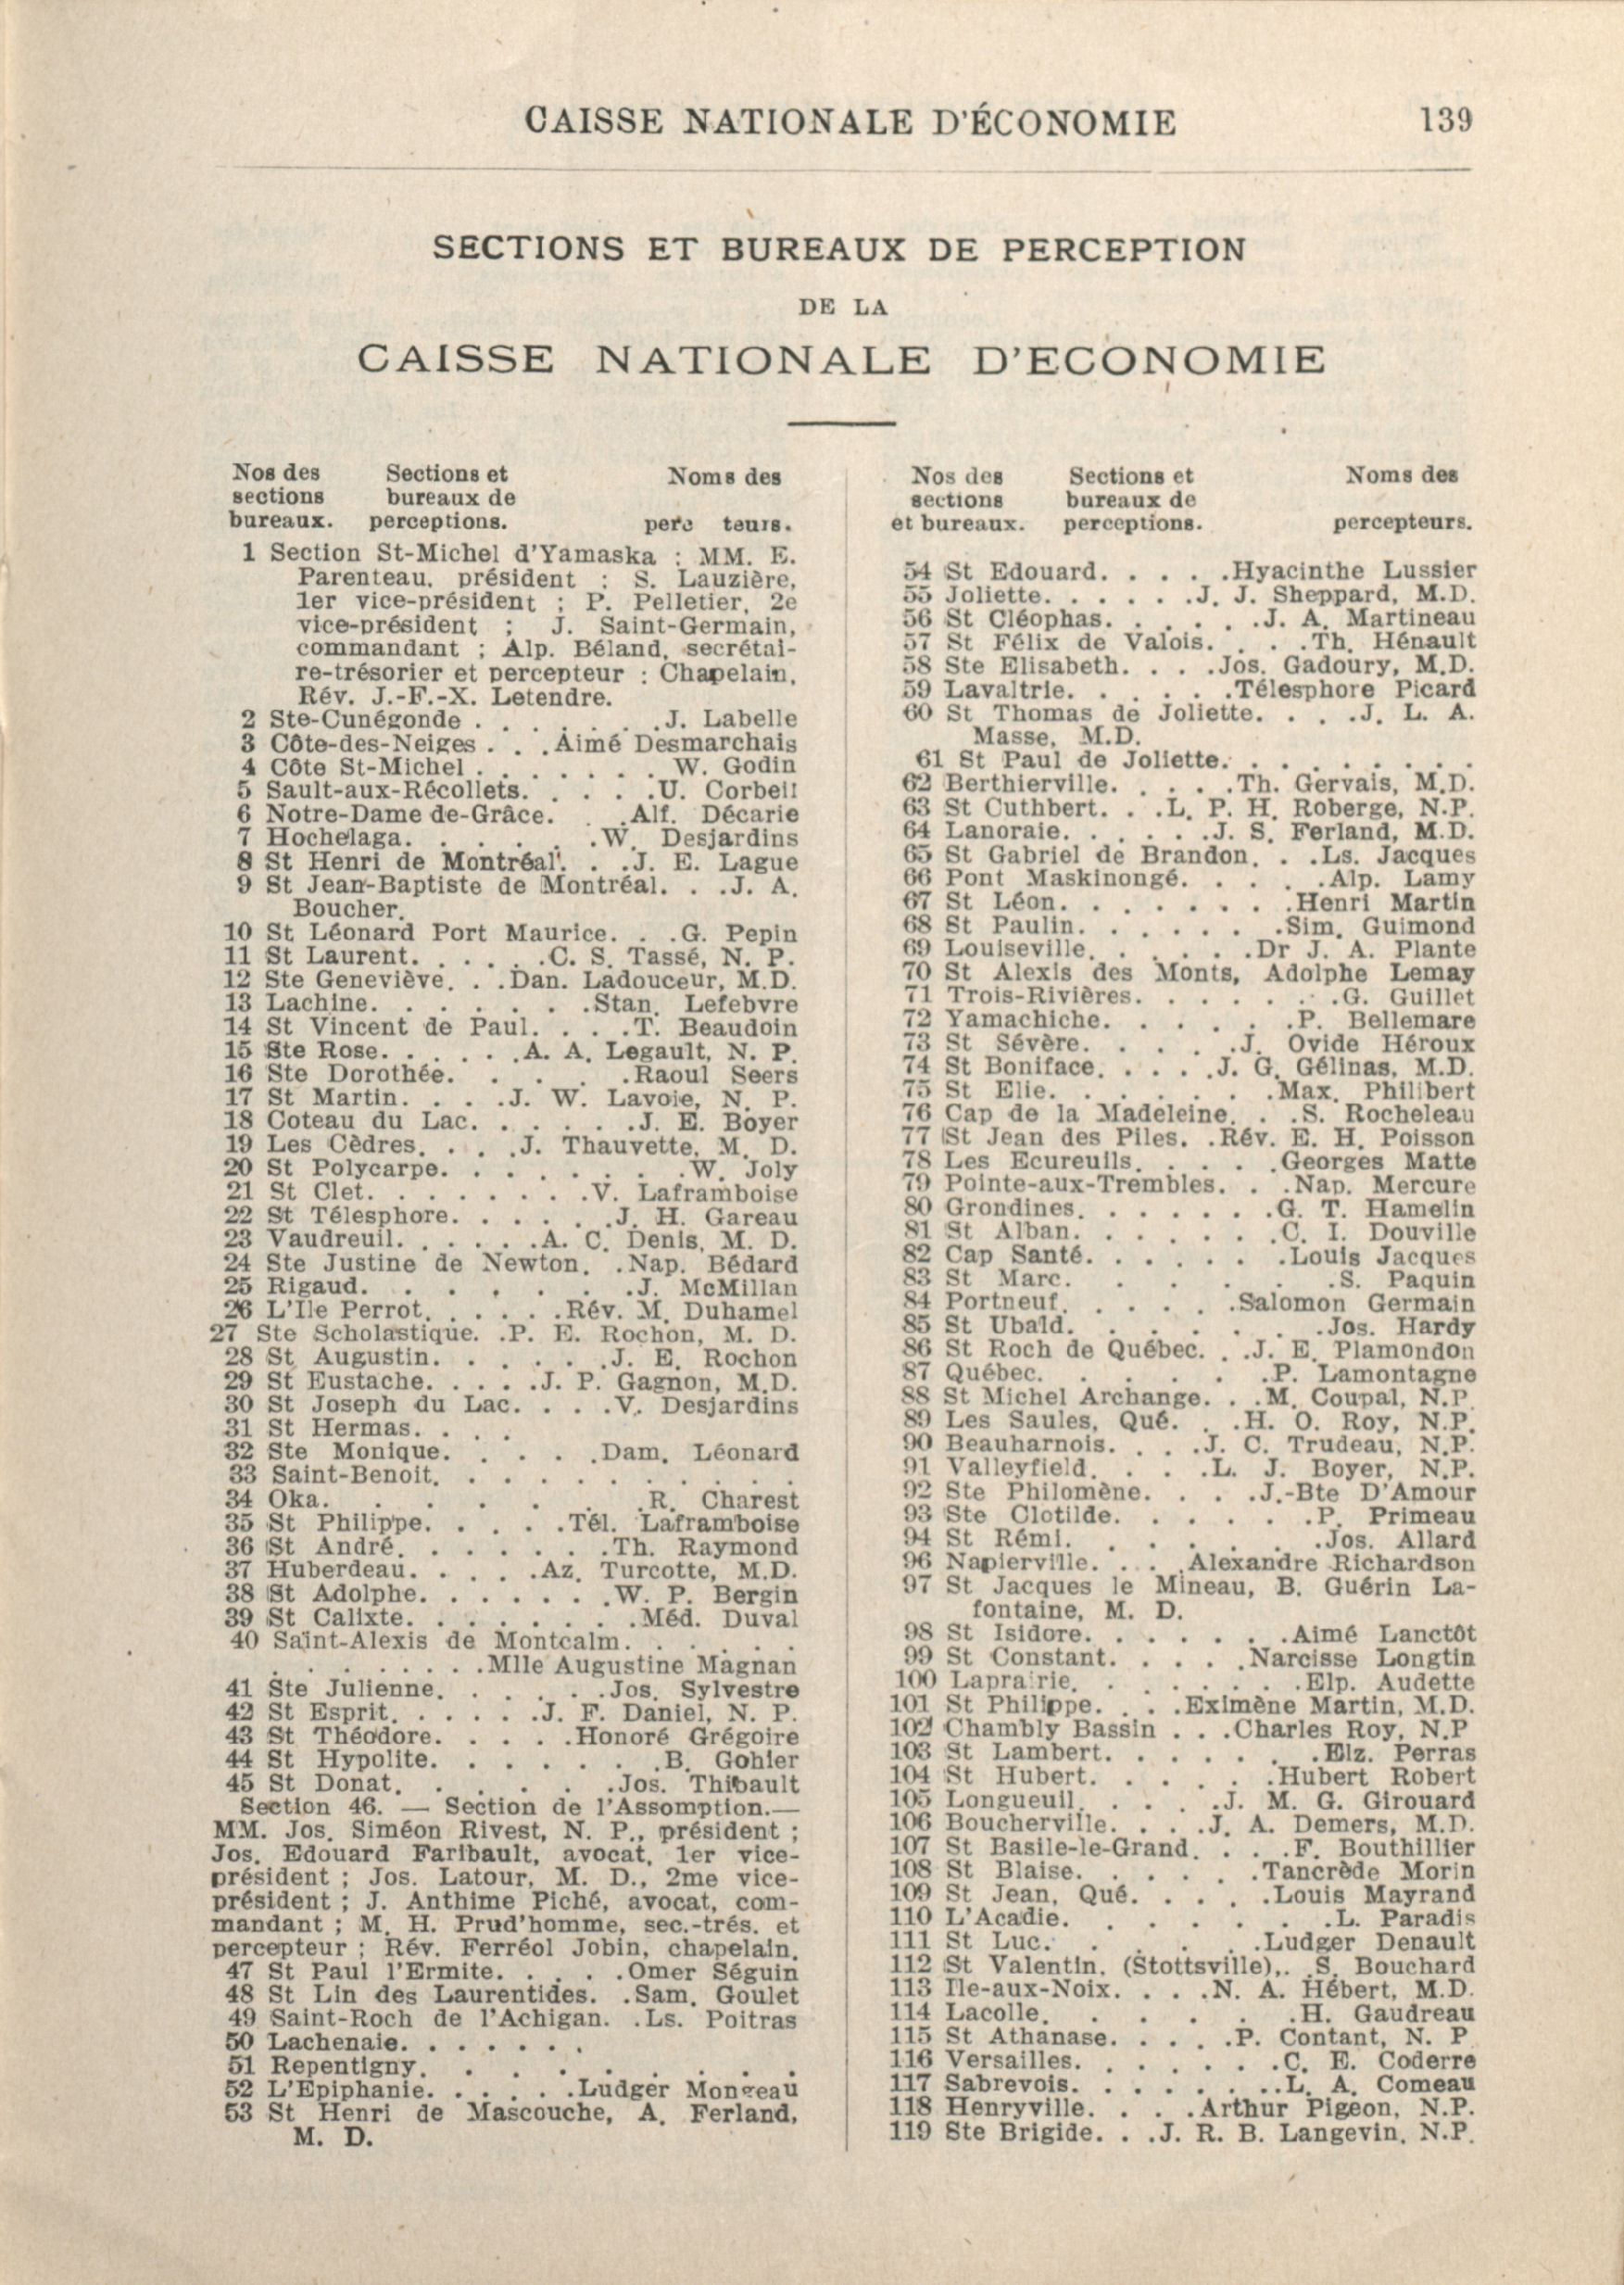 CAISSE NATIONALE D'ÉCONOMIE 139
SECTIONS ET BUREAUX DE PERCEPTION
DE LA
CAISSE NATIONALE D'ECONOMIE
Nos des Sections et Noms des
sections bureaux de
bureaux. perceptions. perc teurs.
1 Section St-Michel d'Yamaska : MM. E.
Parenteau, président ; S. Lauzière,
1er vice-président ; P. Pelletier, 2e
vice-président ; J. Saint-Germain,
commandant ; Alp. Béland, secrétai-
re-trésorier et percepteur : Chapelain,
Rév. J.-F.-X. Letendre.
2 Ste-Cunégonde . . . . . . .J. Labelle
3 Côte-des-Neiges . . .Aimé Desmarchais
4 Côte St-Michel . . . . . . . W. Godin
5 Sault-aux-Récollets. . . . . .U. Corbeil
6 Notre-Dame de-Grâce. . .Alf. Décarie
7 Hochelaga. . . . . . .W. Desjardins
8 St Henri de Montréal. . .J. E. Lague
9 St Jean-Baptiste de Montréal. . .J. A.
Boucher.
10 St Léonard Port Maurice. . .G. Pepin
11 St Laurent. . . . . .C. S. Tassé, N. P.
12 Ste Geneviève. . .Dan. Ladouceur, M.D.
13 Lachine. . . . . . . .Stan. Lefebvre
14 St Vincent de Paul. . . .T. Beaudoin
15 Ste Rose. . . . . .A. A. Legault, N. P.
16 Ste Dorothée. . . . . .Raoul Seers
17 St Martin. . . . .J. W. Lavoie, N. P.
18 Coteau du Lac. . . . . . .J. E. Boyer
19 Les Cèdres. . . .J. Thauvette, M. D.
20 St Polycarpe. . . . . . . . .W. Joly
21 St Clet. . . . . . . . .V. Laframboise
22 St Télesphore. . . . . . .J. H. Gareau
23 Vaudreuil. . . . . .A. C. Denis, M. D.
24 Ste Justine de Newton. .Nap. Bédard
25 Rigaud. . . . . . . . .J. McMillan
26 L'Ile Perrot. . . . . .Rév. M. Duhamel
27 Ste Scholastique. .P. E. Rochon, M. D.
28 St Augustin. . . . . . .J. E. Rochon
29 St Eustache. . . . .J. P. Gagnon, M.D.
30 St Joseph du Lac. . . .V. Desjardins
31 St Hermas. . . .
32 Ste Monique. . . . . .Dam. Léonard
33 Saint-Benoit. . . . . . . . . .
34 Oka. . . . . . . .R. Charest
35 St Philippe. . . . . .Tél. Laframboise
36 St André. . . . . . . .Th. Raymond
37 Huberdeau. . . . . .Az. Turcotte, M.D.
38 St Adolphe. . . . . . .W. P. Bergin
39 St Calixte. . . . . . . .Méd. Duval
40 Saint-Alexis de Montcalm. . . . . .
. . . . . . . .Mlle Augustine Magnan
41 Ste Julienne. . . . . . .Jos. Sylvestre
42 St Esprit. . . . . . .J. F. Daniel, N. P.
43 St Théodore. . . . . .Honoré Grégoire
44 St Hypolite. . . . . . . .B. Gohier
45 St Donat. . . . . . .Jos. Thibault
Section 46. — Section de l'Assomption.—
MM. Jos. Siméon Rivest, N. P., président ;
Jos. Edouard Faribault, avocat, 1er vice-
président ; Jos. Latour, M. D., 2me vice-
président ; J. Anthime Piché, avocat, com-
mandant ; M. H. Prud'homme, sec.-trés. et
percepteur ; Rév. Ferréol Jobin, chapelain.
47 St Paul l'Ermite. . . . .Omer Séguin
48 St Lin des Laurentides. .Sam. Goulet
49 Saint-Roch de l'Achigan. .Ls. Poitras
50 Lachenaie. . . . . . .
51 Repentigny. . . . . . . . .
52 L'Epiphanie. . . . . .Ludger Mongeau
53 St Henri de Mascouche, A. Ferland,
M. D.
Nos des Sections et Noms des
sections bureaux de
et bureaux. perceptions. percepteurs.
54 St Edouard. . . . . .Hyacinthe Lussier
55 Joliette. . . . . . .J. J. Sheppard, M.D.
56 St Cléophas. . . . . . .J. A. Martineau
57 St Félix de Valois. . . . .Th. Hénault
58 Ste Elisabeth. . . .Jos. Gadoury, M.D.
59 Lavaltrie. . . . . . .Télesphore Picard
60 St Thomas de Joliette. . . .J. L. A.
Masse, M.D.
61 St Paul de Joliette. . . . . . . .
62 Berthierville. . . . .Th. Gervais, M.D.
63 St Cuthbert. . .L. P. H. Roberge, N.P.
64 Lanoraie. . . . . . .J. S. Ferland, M.D.
65 St Gabriel de Brandon. . .Ls. Jacques
66 Pont Maskinongé. . . . . .Alp. Lamy
67 St Léon. . . . . . . . .Henri Martin
68 St Paulin. . . . . . . .Sim. Guimond
69 Louiseville. . . . . . .Dr J. A. Plante
70 St Alexis des Monts, Adolphe Lemay
71 Trois-Rivières. . . . . . . .G. Guillet
72 Yamachiche. . . . . . .P. Bellemare
73 St Sévère. . . . . .J. Ovide Héroux
74 St Boniface. . . . .J. G. Gélinas, M.D.
75 St Elie. . . . . . . .Max. Philibert
76 Cap de la Madeleine. . .S. Rocheleau
77 St Jean des Piles. .Rév. E. H. Poisson
78 Les Ecureuils. . . . . .Georges Matte
79 Pointe-aux-Trembles. . .Nap. Mercure
80 Grondines. . . . . . . .G. T. Hamelin
81 St Alban. . . . . . . .C. I. Douville
82 Cap Santé. . . . . . . .Louis Jacques
83 St Marc. . . . . . .S. Paquin
84 Portneuf. . . . . . .Salomon Germain
85 St Ubald. . . . . . . .Jos. Hardy
86 St Roch de Québec. . .J. E. Plamondon
87 Québec. . . . . . .P. Lamontagne
88 St Michel Archange. . .M. Coupal, N.P.
89 Les Saules, Qué. . . .H. O. Roy, N.P.
90 Beauharnois. . . . .J. C. Trudeau, N.P.
91 Valleyfield. . . . .L. J. Boyer, N.P.
92 Ste Philomène. . . . .J.-Bte D'Amour
93 Ste Clotilde. . . . . . .P. Primeau
94 St Rémi. . . . . . . .Jos. Allard
96 Napierville. . . . .Alexandre Richardson
97 St Jacques le Mineau, B. Guérin La-
fontaine, M. D.
98 St Isidore. . . . . . . .Aimé Lanctôt
99 St Constant. . . . . .Narcisse Longtin
100 Laprairie. . . . . . . .Elp. Audette
101 St Philippe. . . .Eximène Martin, M.D.
102 Chambly Bassin . . .Charles Roy, N.P
103 St Lambert. . . . . . . .Elz. Perras
104 St Hubert. . . . . . .Hubert Robert
105 Longueuil. . . . . .J. M. G. Girouard
106 Boucherville. . . . .J. A. Demers, M.D.
107 St Basile-le-Grand. . . .F. Bouthillier
108 St Blaise. . . . . . .Tancrède Morin
109 St Jean, Qué. . . . . .Louis Mayrand
110 L'Acadie. . . . . . . .L. Paradis
111 St Luc. . . . . . .Ludger Denault
112 St Valentin, (Stottsville),. .S. Bouchard
113 Ile-aux-Noix. . . . .N. A. Hébert, M.D.
114 Lacolle. . . . . . .H. Gaudreau
115 St Athanase. . . . . .P. Contant, N. P
116 Versailles. . . . . . . .C. E. Coderre
117 Sabrevois. . . . . . . ..L. A. Comeau
118 Henryville. . . . .Arthur Pigeon, N.P.
119 Ste Brigide. . .J. R. B. Langevin, N.P.